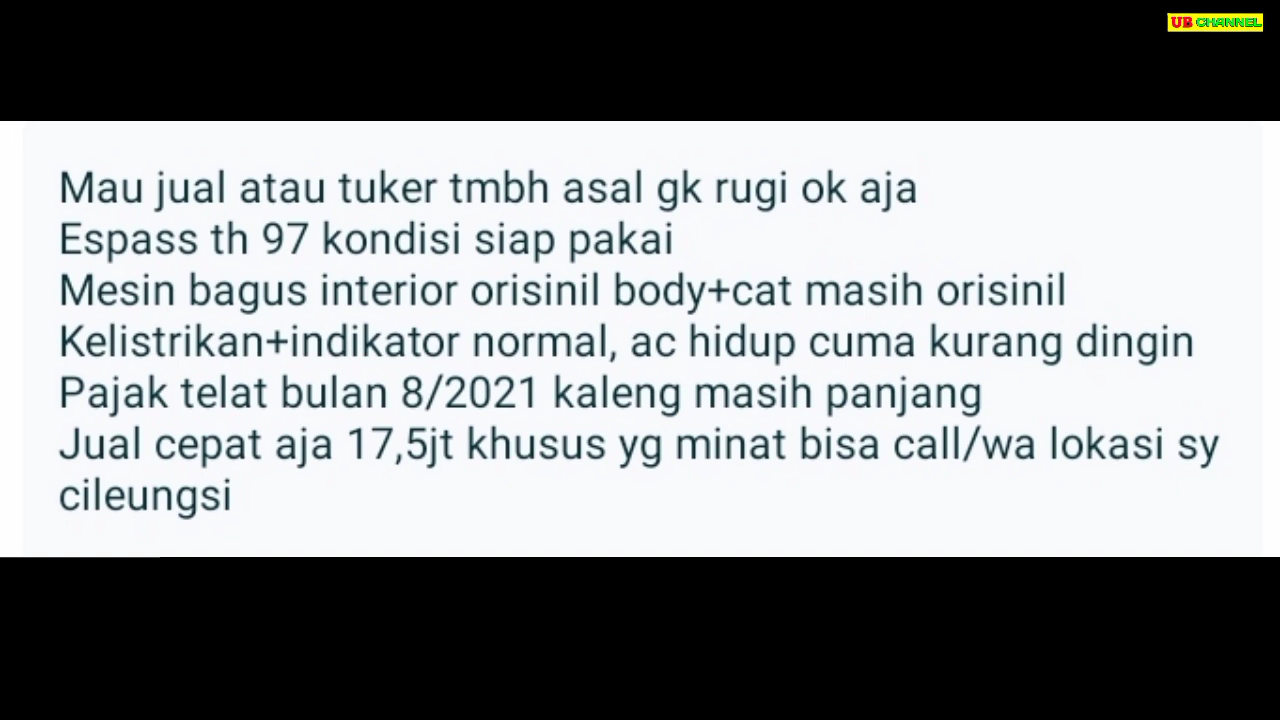 UB CHANNEL
Mau jual atau tuker tmbh asal gk rugi ok aja
Espass th 97 kondisi siap pakai
Mesin bagus interior orisinil body+cat masih orisinil
Kelistrikan+indikator normal, ac hidup cuma kurang dingin
Pajak telat bulan 8/2021 kaleng masih panjang
Jual cepat aja 17,5jt khusus yg minat bisa call/wa lokasi sy
cileungsi